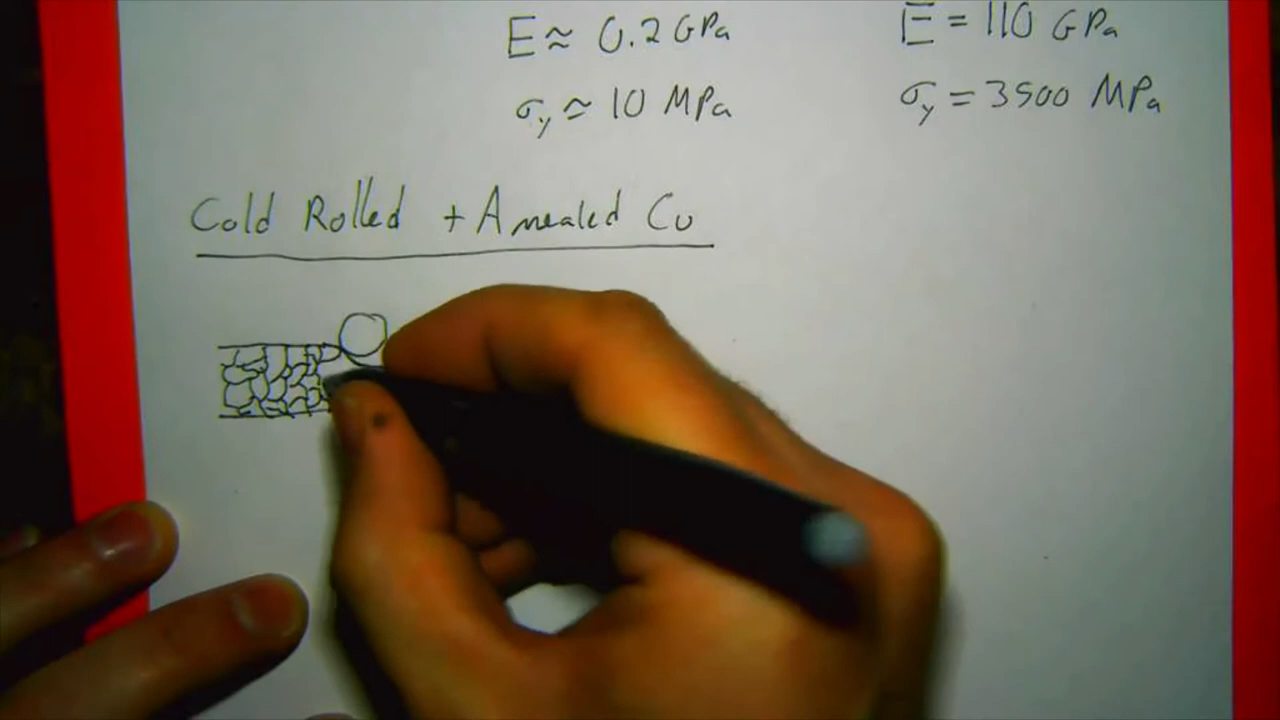 E ≈ 0.2 GPa
E = 110 GPa
σy ≈ 10 MPa
σy = 3500 MPa
Cold Rolled + Annealed Cu